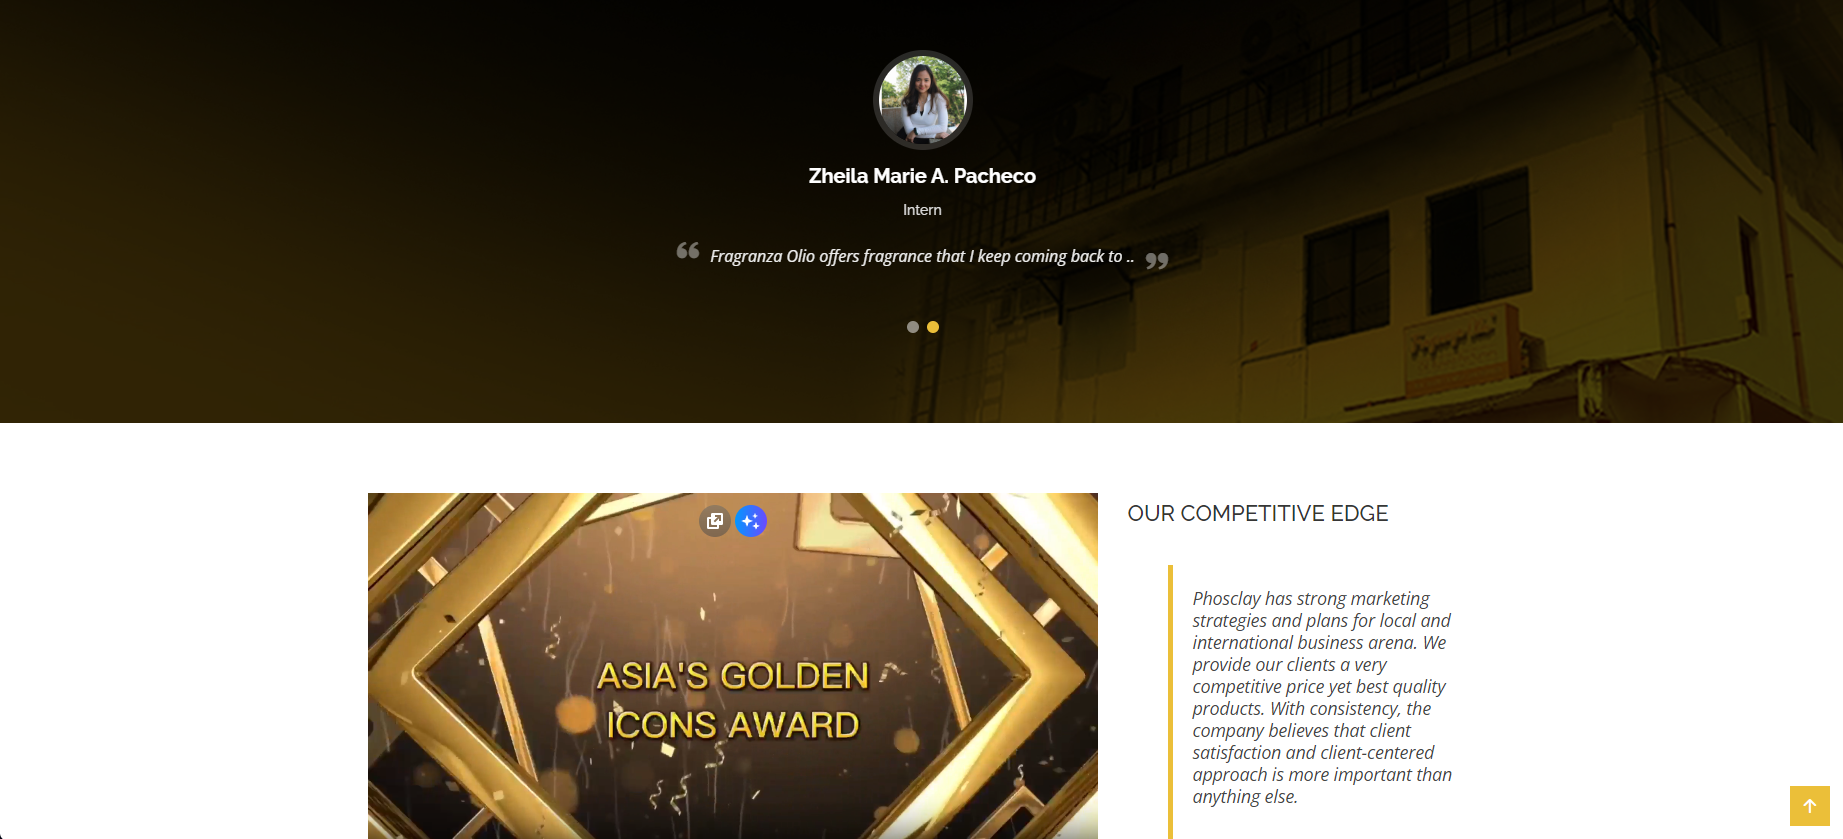 Zheila Marie A. Pacheco
Intern
Fragranza Olio offers fragrance that I keep coming back to ..
ASIA'S GOLDEN
ICONS AWARD
OUR COMPETITIVE EDGE
Phosclay has strong marketing
strategies and plans for local and
international business arena. We
provide our clients a very
competitive price yet best quality
products. With consistency, the
company believes that client
satisfaction and client-centered
approach is more important than
anything else.